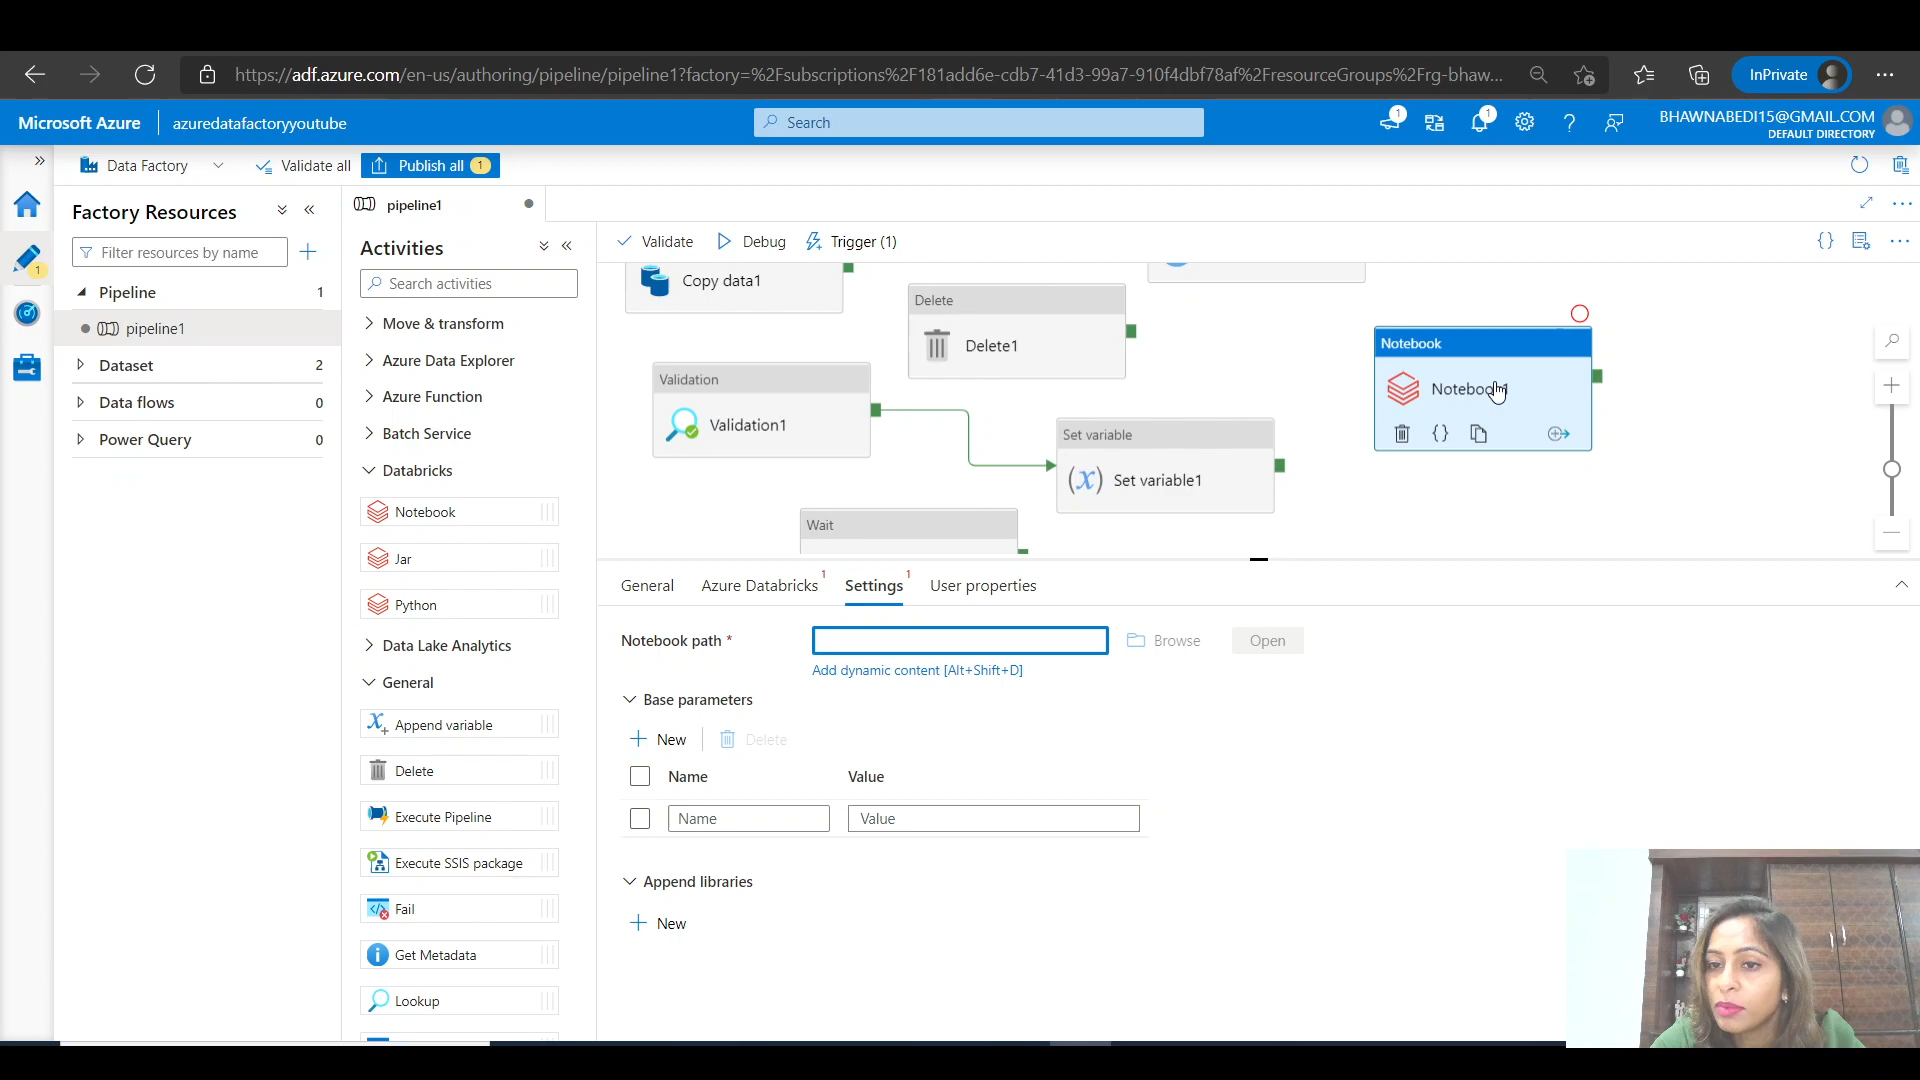 https://adf.azure.com/en-us/authoring/pipeline/pipeline1?factory=%2Fsubscriptions%2F181add6e-cdb7-41d3-99a7-910f4dbf78af%2FresourceGroups%2Frg-bhaw...
InPrivate
Microsoft Azure
azuredatafactoryyoutube
Search
1
1
BHAWNABEDI15@GMAIL.COM
DEFAULT DIRECTORY
Data Factory
Validate all
Publish all 1
Factory Resources
Filter resources by name
1
Pipeline 1
pipeline1
Dataset 2
Data flows 0
Power Query 0
pipeline1
Activities
Search activities
Move & transform
Azure Data Explorer
Azure Function
Batch Service
Databricks
Notebook
Jar
Python
Data Lake Analytics
General
Append variable
Delete
Execute Pipeline
Execute SSIS package
Fail
Get Metadata
Lookup
Validate
Debug
Trigger (1)
Copy data1
Delete
Delete1
Validation
Validation1
Set variable
Set variable1
Wait
Notebook
Notebook1
General
Azure Databricks 1
Settings 1
User properties
Notebook path *
Browse
Open
Add dynamic content [Alt+Shift+D]
Base parameters
New
Delete
Name Value
Name Value
Append libraries
New